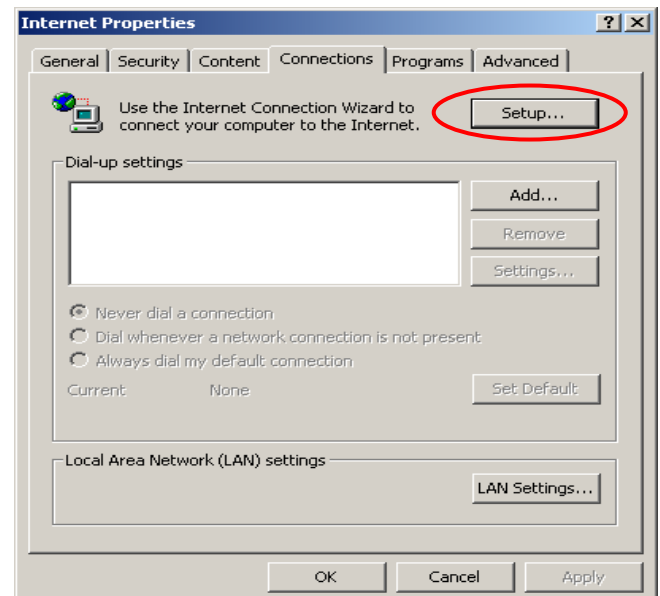 Internet Properties
General Security Content Connections Programs Advanced
Use the Internet Connection Wizard to
connect your computer to the Internet.
Setup...
Dial-up settings
Add...
Remove
Settings...
Never dial a connection
Dial whenever a network connection is not present
Always dial my default connection
Current None
Set Default
Local Area Network (LAN) settings
LAN Settings...
OK Cancel Apply